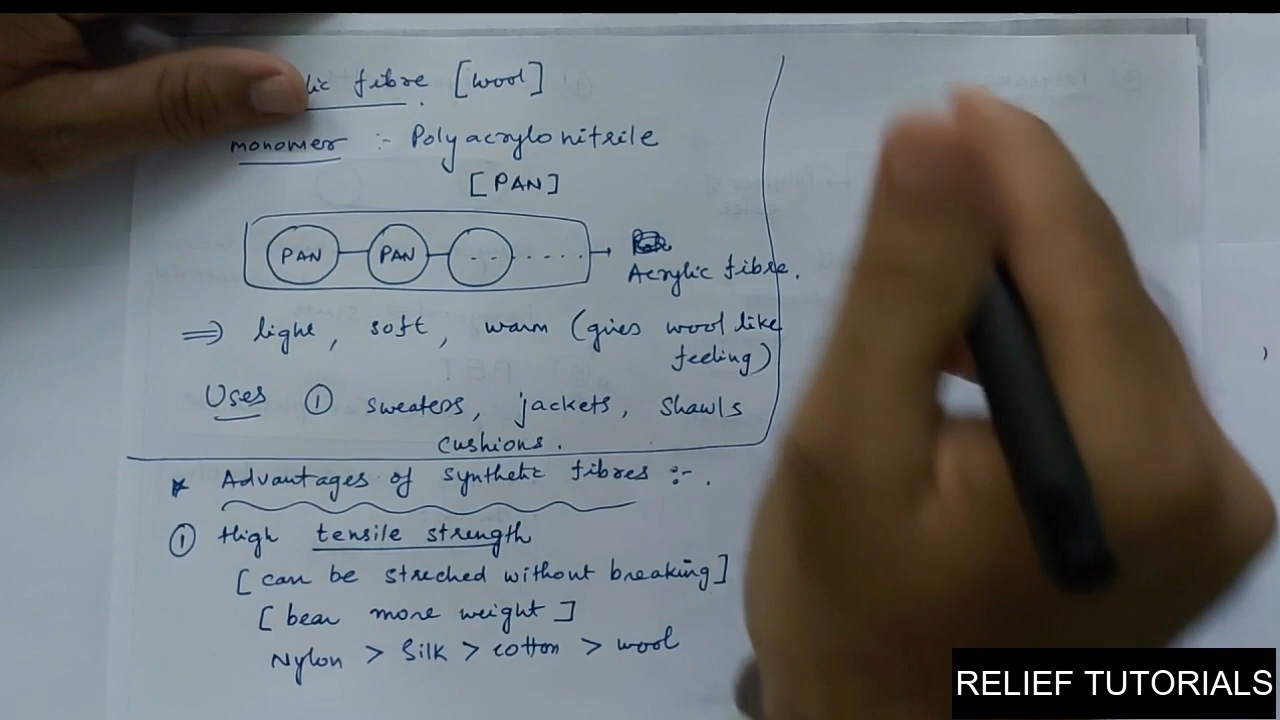 fibre [wool]
monomer :- Polyacrylonitrile
[PAN]
PAN PAN ...... →
Acrylic fibre.
⇒ light, soft, warm (gives wool like
feeling)
Uses ① sweaters, jackets, shawls
cushions.
* Advantages of synthetic fibres :-.
① High tensile strength
[can be streched without breaking]
[bear more weight]
Nylon > Silk > cotton > wool
RELIEF TUTORIALS